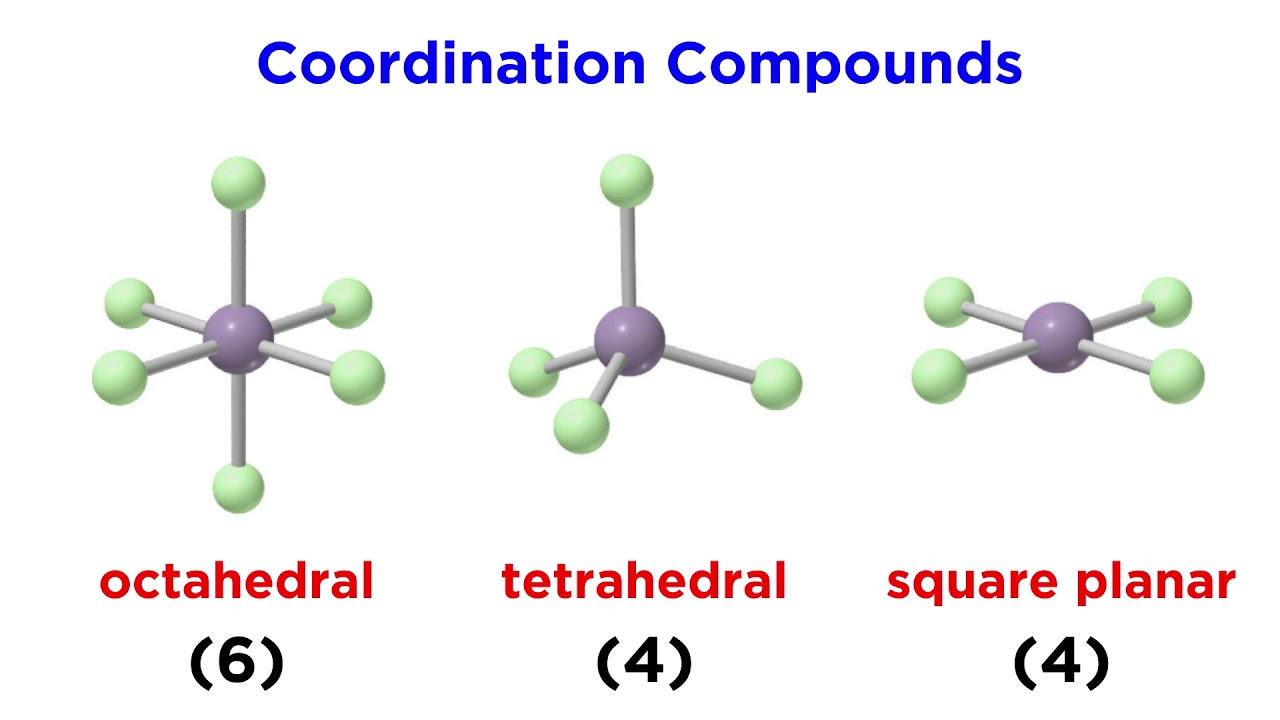 Coordination Compounds
octahedral
tetrahedral
square planar
(6)
(4)
(4)